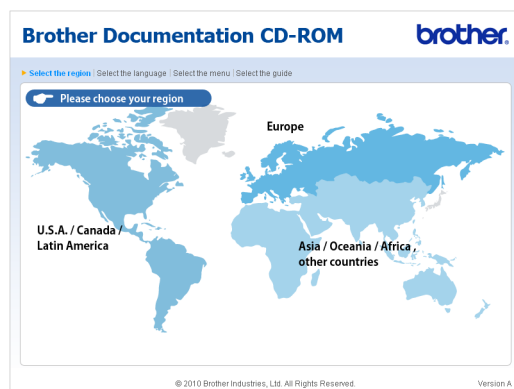 Brother Documentation CD-ROM
brother.
Select the region | Select the language | Select the menu | Select the guide
Please choose your region
Europe
U.S.A. / Canada /
Latin America
Asia / Oceania / Africa ,
other countries
© 2010 Brother Industries, Ltd. All Rights Reserved.
Version A